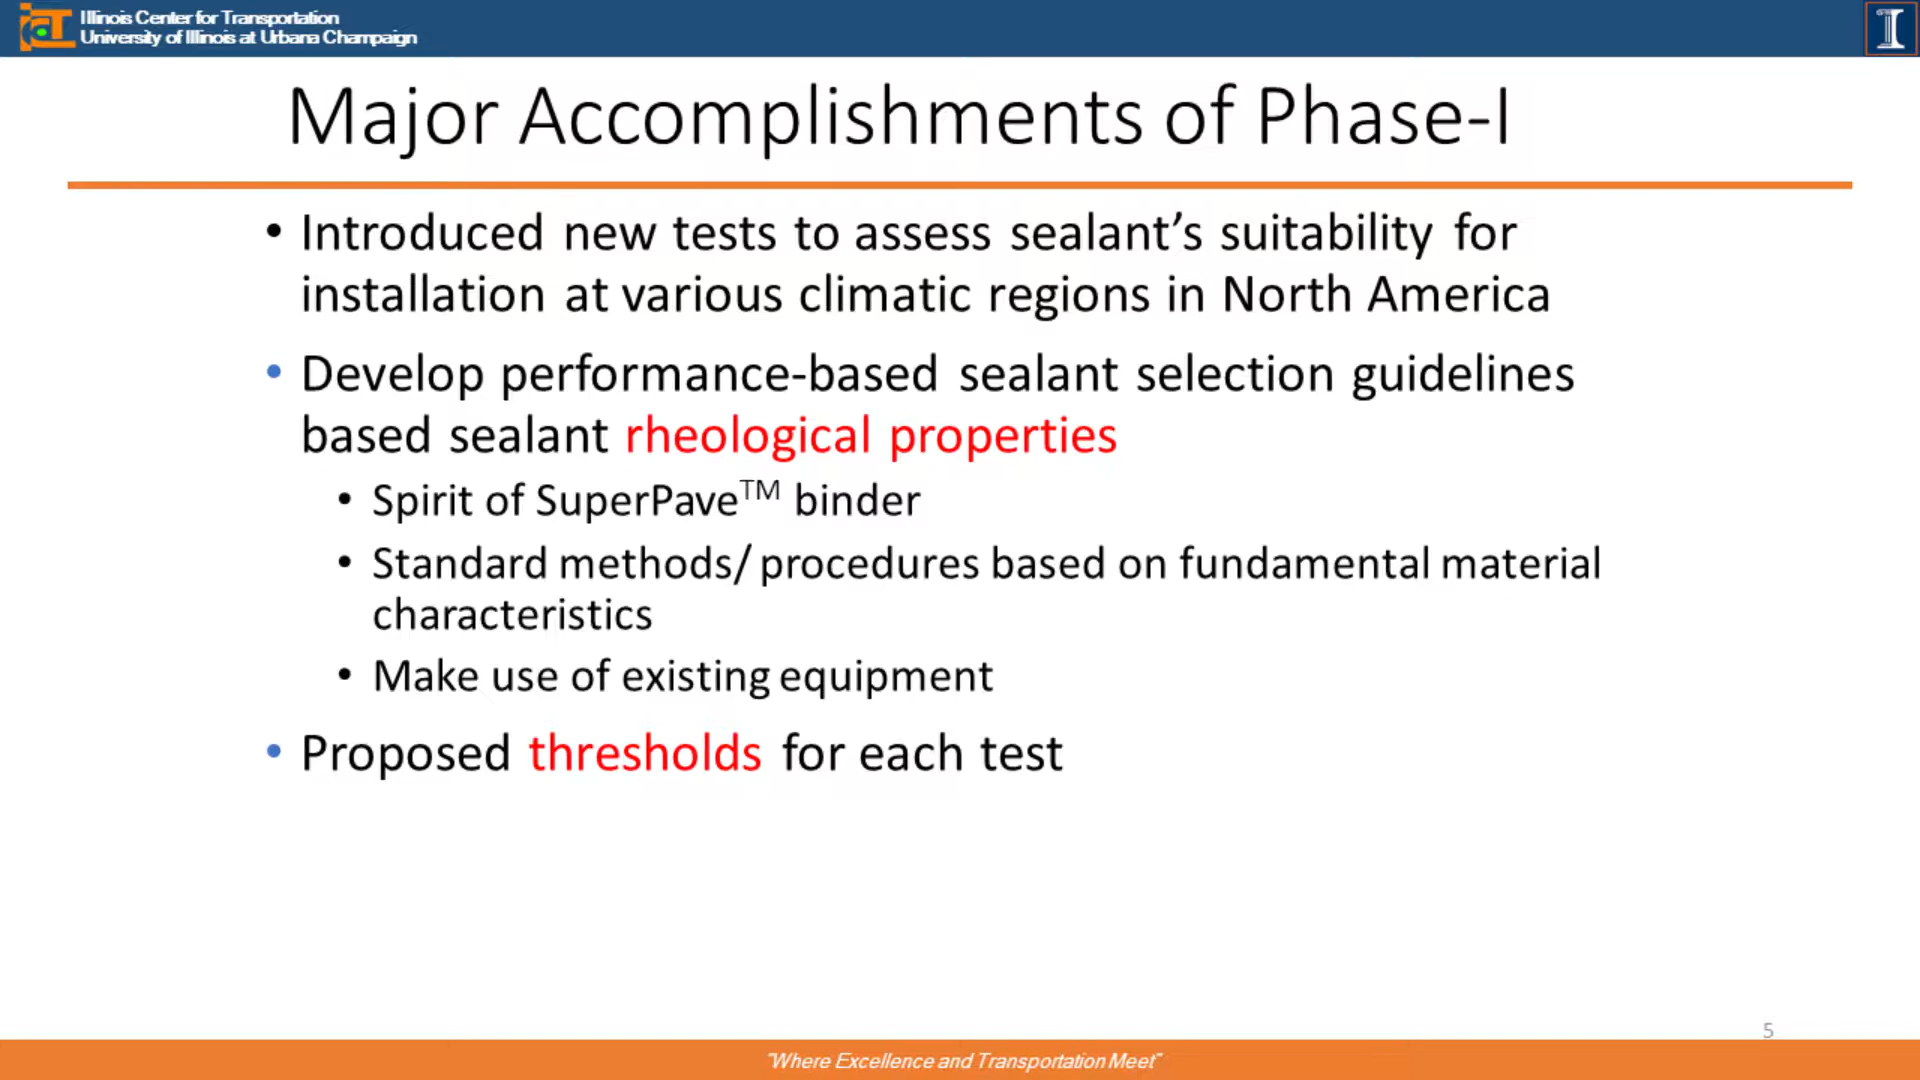 ICT
Illinois Center for Transportation
University of Illinois at Urbana Champaign
I
Major Accomplishments of Phase-I
• Introduced new tests to assess sealant’s suitability for
installation at various climatic regions in North America
• Develop performance-based sealant selection guidelines
based sealant rheological properties
• Spirit of SuperPaveTM binder
• Standard methods/ procedures based on fundamental material
characteristics
• Make use of existing equipment
• Proposed thresholds for each test
5
"Where Excellence and Transportation Meet"